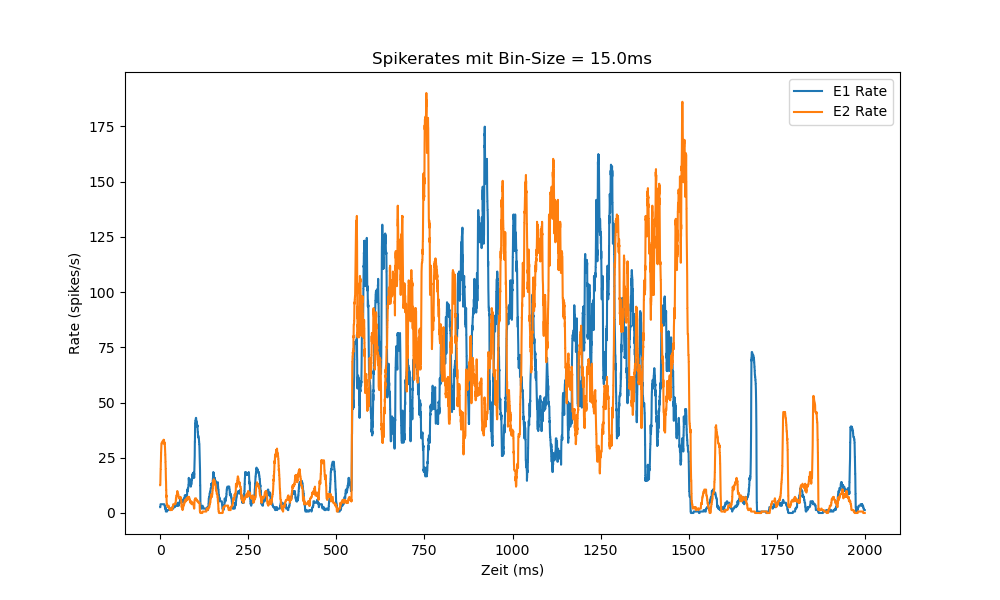 Spikerates mit Bin-Size = 15.0ms
E1 Rate
E2 Rate
175
150
125
100
75
50
25
0
Rate (spikes/s)
0 250 500 750 1000 1250 1500 1750 2000
Zeit (ms)